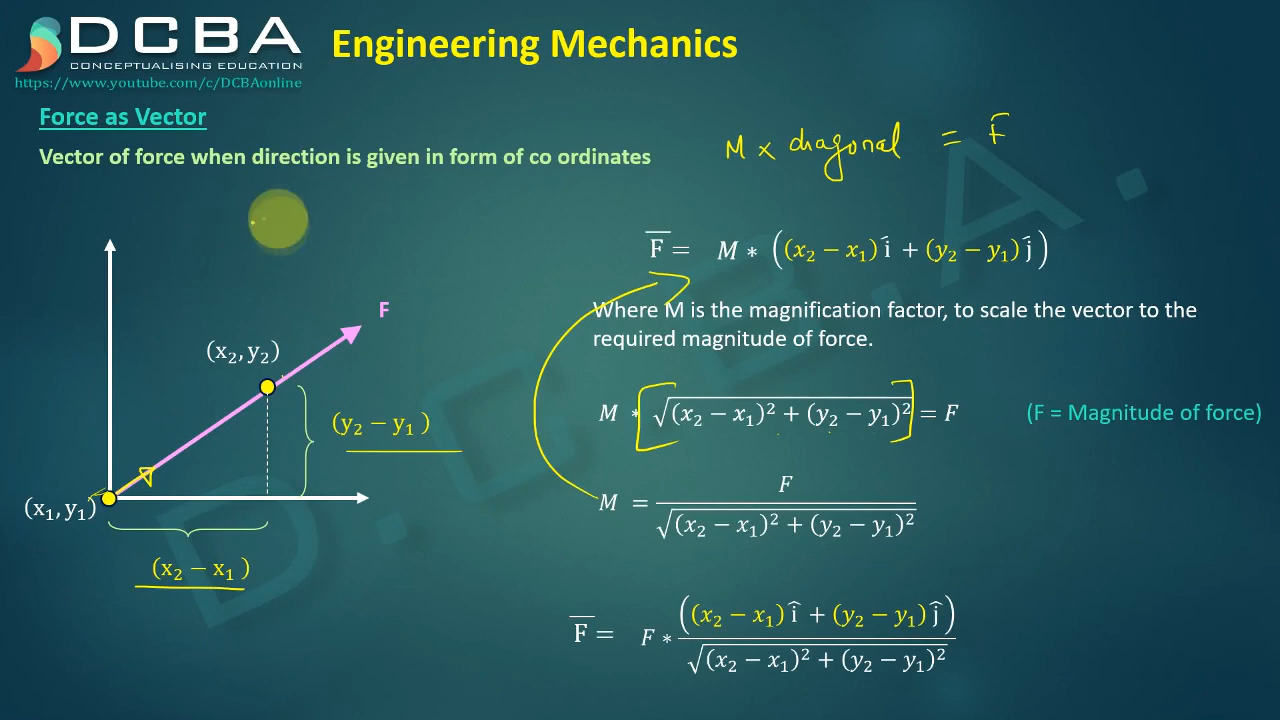 DCBA
CONCEPTUALISING EDUCATION
https://www.youtube.com/c/DCBAonline
Engineering Mechanics
Force as Vector
Vector of force when direction is given in form of co ordinates
M × diagonal = F̄
F̅ = M * ((x₂ − x₁) î + (y₂ − y₁) ĵ)
Where M is the magnification factor, to scale the vector to the
required magnitude of force.
F
(x₂, y₂)
(y₂ − y₁)
(x₁, y₁)
(x₂ − x₁)
M * √((x₂ − x₁)² + (y₂ − y₁)²) = F (F = Magnitude of force)
M = F / √((x₂ − x₁)² + (y₂ − y₁)²)
F̅ = F * ((x₂ − x₁) î + (y₂ − y₁) ĵ) / √((x₂ − x₁)² + (y₂ − y₁)²)
D.C.B.A.